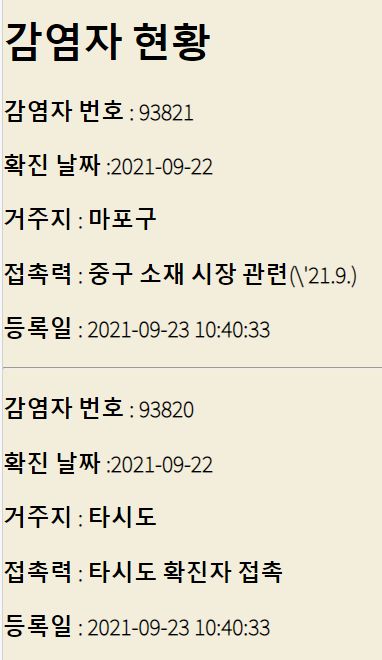 감염자 현황
감염자 번호 : 93821
확진 날짜 :2021-09-22
거주지 : 마포구
접촉력 : 중구 소재 시장 관련(\'21.9.)
등록일 : 2021-09-23 10:40:33
감염자 번호 : 93820
확진 날짜 :2021-09-22
거주지 : 타시도
접촉력 : 타시도 확진자 접촉
등록일 : 2021-09-23 10:40:33